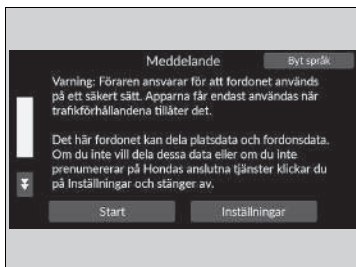 Meddelande
Byt språk
Varning: Föraren ansvarar för att fordonet används
på ett säkert sätt. Apparna får endast användas när
trafikförhållandena tillåter det.
Det här fordonet kan dela platsdata och fordonsdata.
Om du inte vill dela dessa data eller om du inte
prenumererar på Hondas anslutna tjänster klickar du
på Inställningar och stänger av.
Start
Inställningar